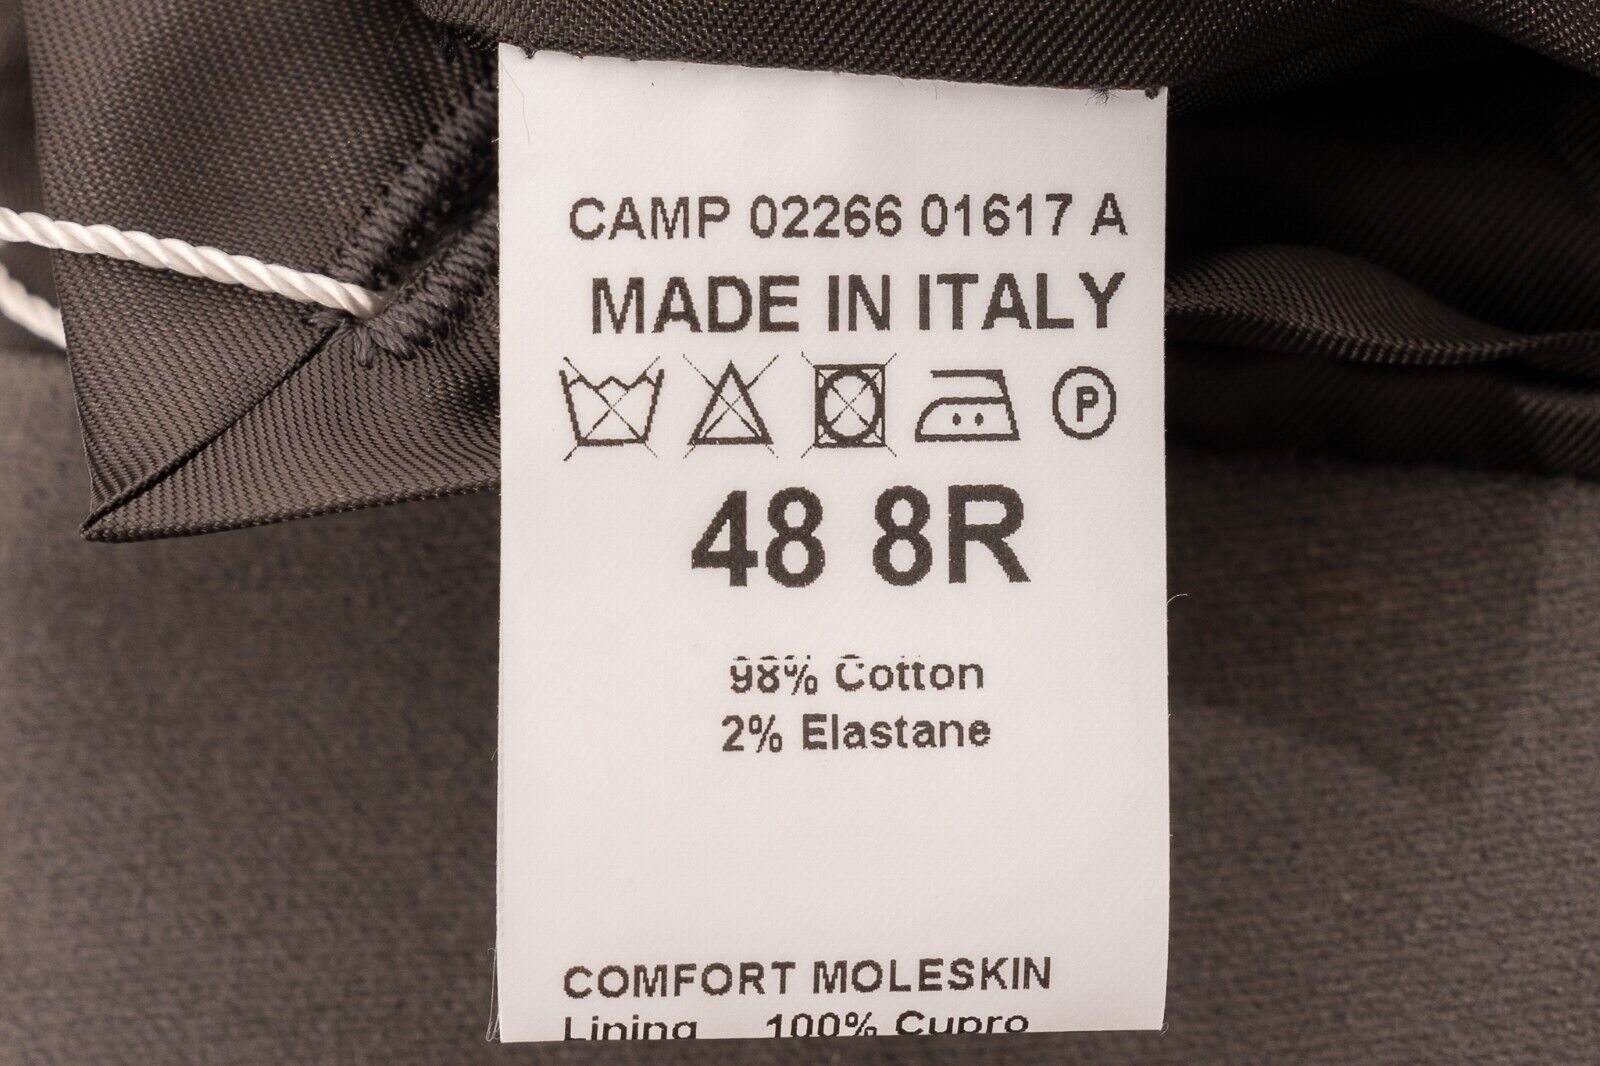 CAMP 02266 01617 A
MADE IN ITALY
P
48 8R
98% Cotton
2% Elastane
COMFORT MOLESKIN
Lining 100% Cupro